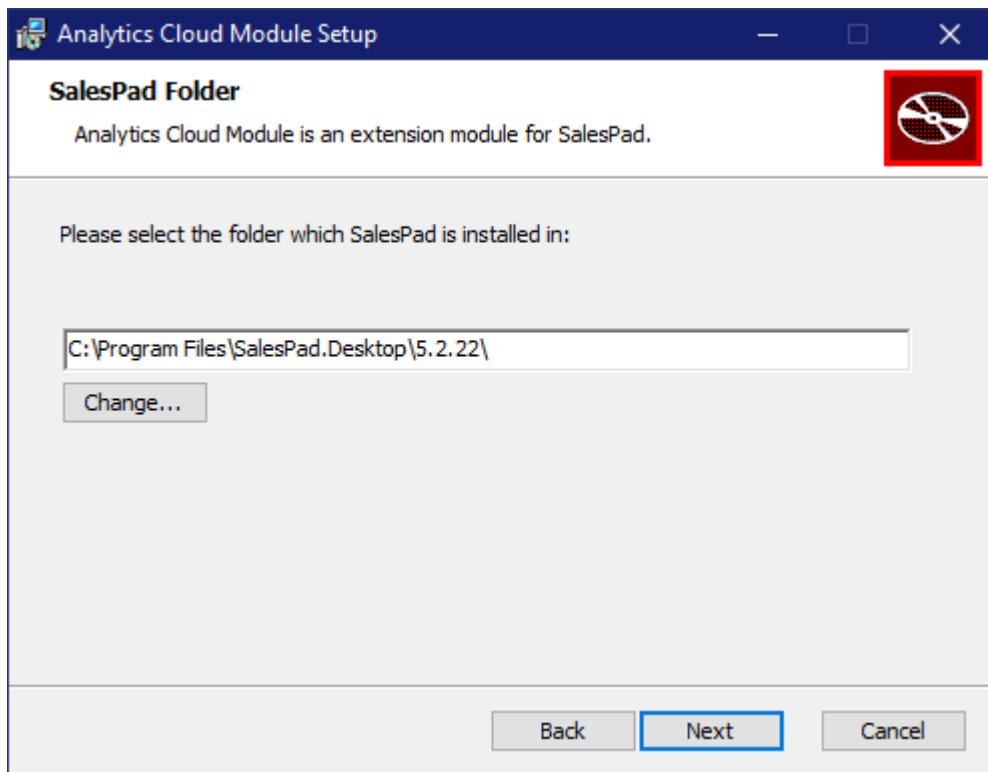 Analytics Cloud Module Setup
SalesPad Folder
Analytics Cloud Module is an extension module for SalesPad.
Please select the folder which SalesPad is installed in:
C:\Program Files\SalesPad.Desktop\5.2.22\
Change...
Back Next Cancel